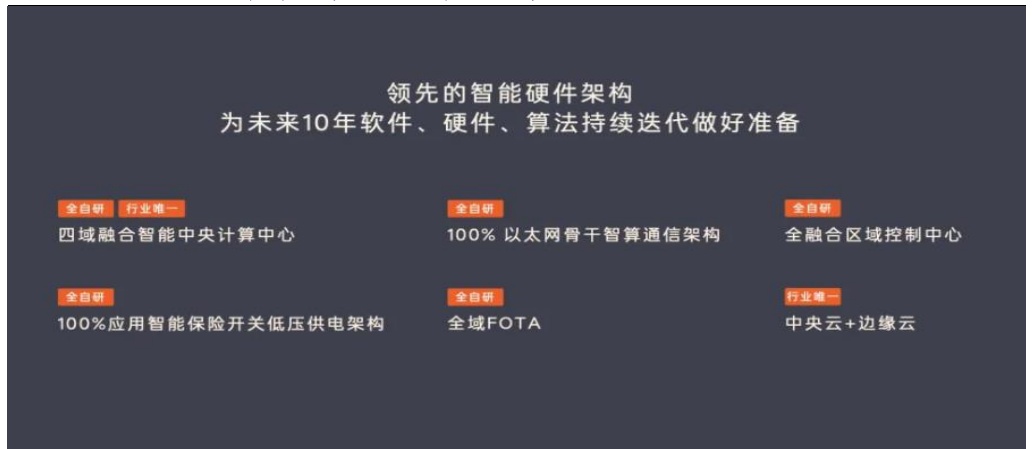 领先的智能硬件架构
为未来10年软件、硬件、算法持续迭代做好准备
全自研 行业唯一
四域融合智能中央计算中心
全自研
100% 以太网骨干智算通信架构
全自研
全融合区域控制中心
全自研
100%应用智能保险开关低压供电架构
全自研
全域FOTA
行业唯一
中央云+边缘云